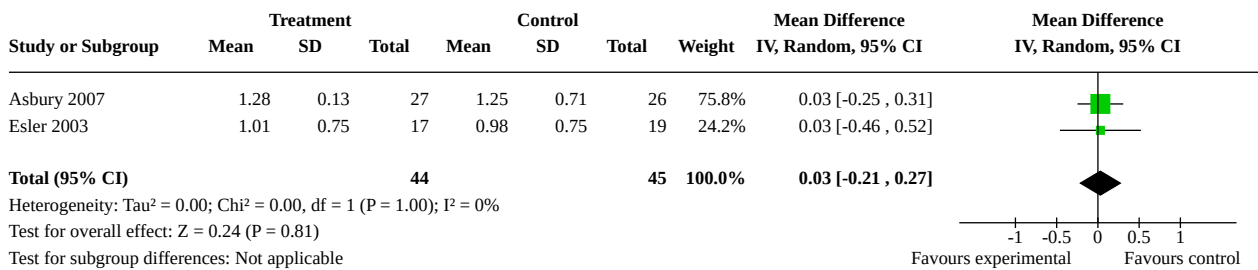 Treatment Control Mean Difference Mean Difference
Study or Subgroup Mean SD Total Mean SD Total Weight IV, Random, 95% CI IV, Random, 95% CI
Asbury 2007 1.28 0.13 27 1.25 0.71 26 75.8% 0.03 [-0.25 , 0.31]
Esler 2003 1.01 0.75 17 0.98 0.75 19 24.2% 0.03 [-0.46 , 0.52]
Total (95% CI) 44 45 100.0% 0.03 [-0.21 , 0.27]
Heterogeneity: Tau² = 0.00; Chi² = 0.00, df = 1 (P = 1.00); I² = 0%
Test for overall effect: Z = 0.24 (P = 0.81)
-1 -0.5 0 0.5 1
Test for subgroup differences: Not applicable Favours experimental Favours control